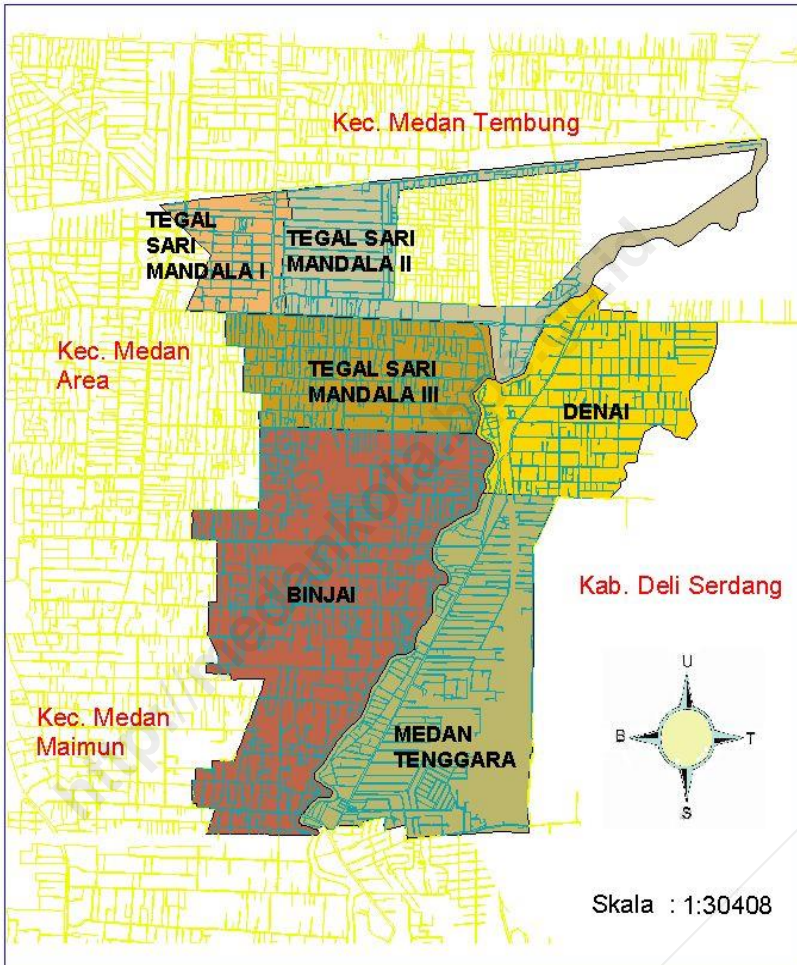 Kec. Medan Tembung
TEGAL
SARI
MANDALA I
TEGAL SARI
MANDALA II
Kec. Medan
Area
TEGAL SARI
MANDALA III
DENAI
BINJAI
Kab. Deli Serdang
Kec. Medan
Maimun
MEDAN
TENGGARA
U
B
T
S
Skala : 1:30408